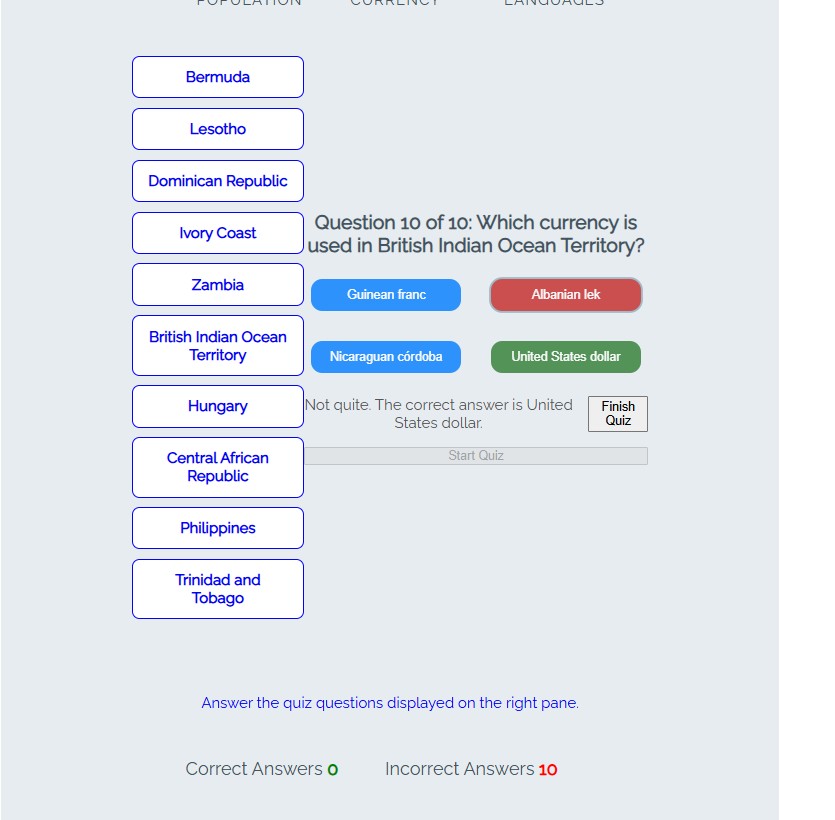 POPULATION CURRENCY LANGUAGES
Bermuda
Lesotho
Dominican Republic
Ivory Coast
Zambia
British Indian Ocean
Territory
Hungary
Central African
Republic
Philippines
Trinidad and
Tobago
Question 10 of 10: Which currency is
used in British Indian Ocean Territory?
Guinean franc
Albanian lek
Nicaraguan córdoba
United States dollar
Not quite. The correct answer is United
States dollar.
Finish
Quiz
Start Quiz
Answer the quiz questions displayed on the right pane.
Correct Answers 0 Incorrect Answers 10